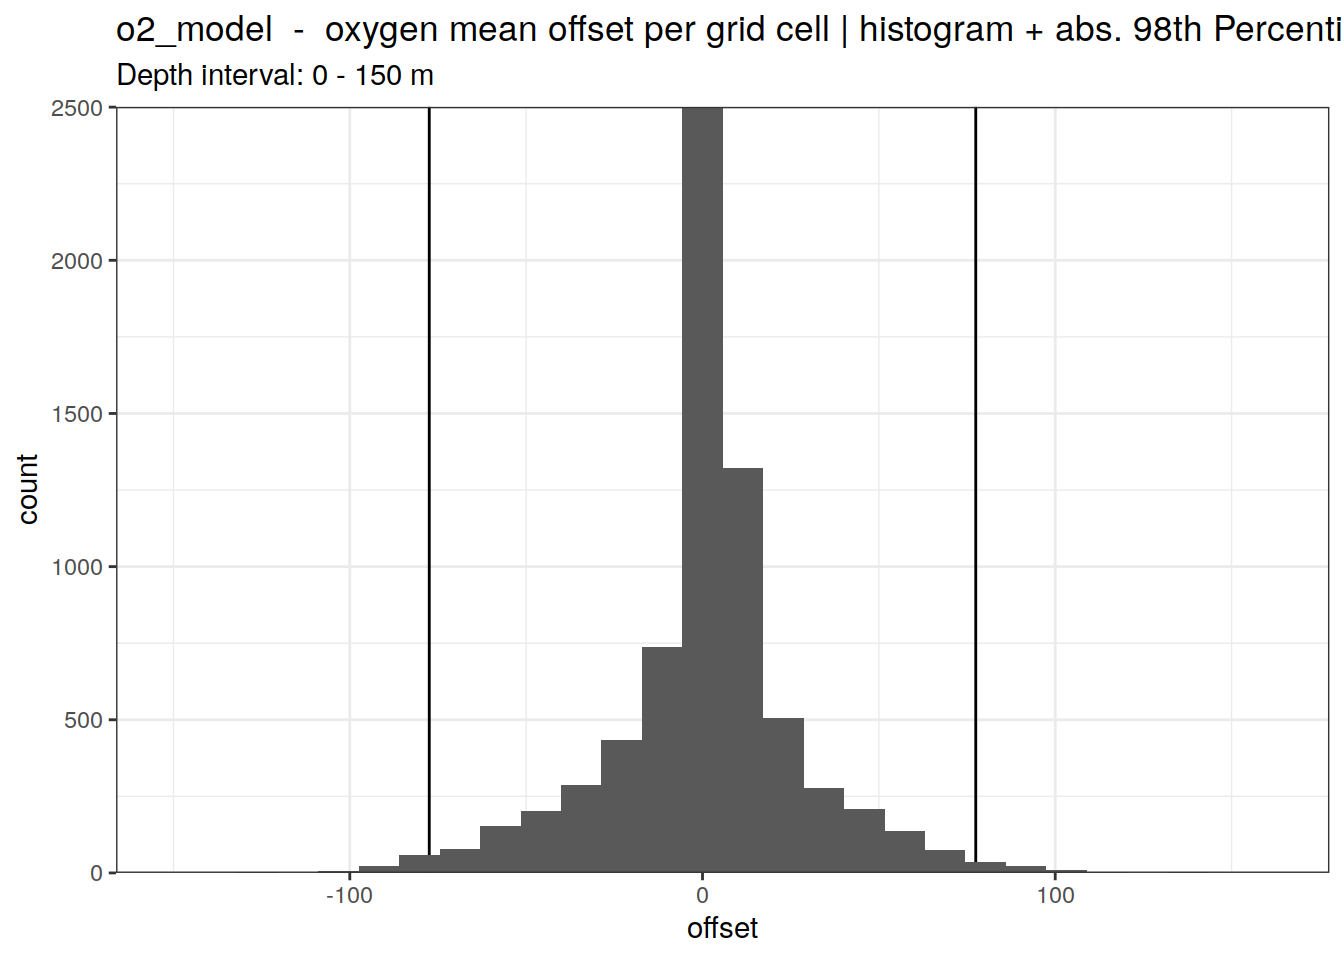 o2_model  -  oxygen mean offset per grid cell | histogram + abs. 98th Percenti
Depth interval: 0 - 150 m
2500
2000
1500
1000
500
0
count
-100
0
100
offset